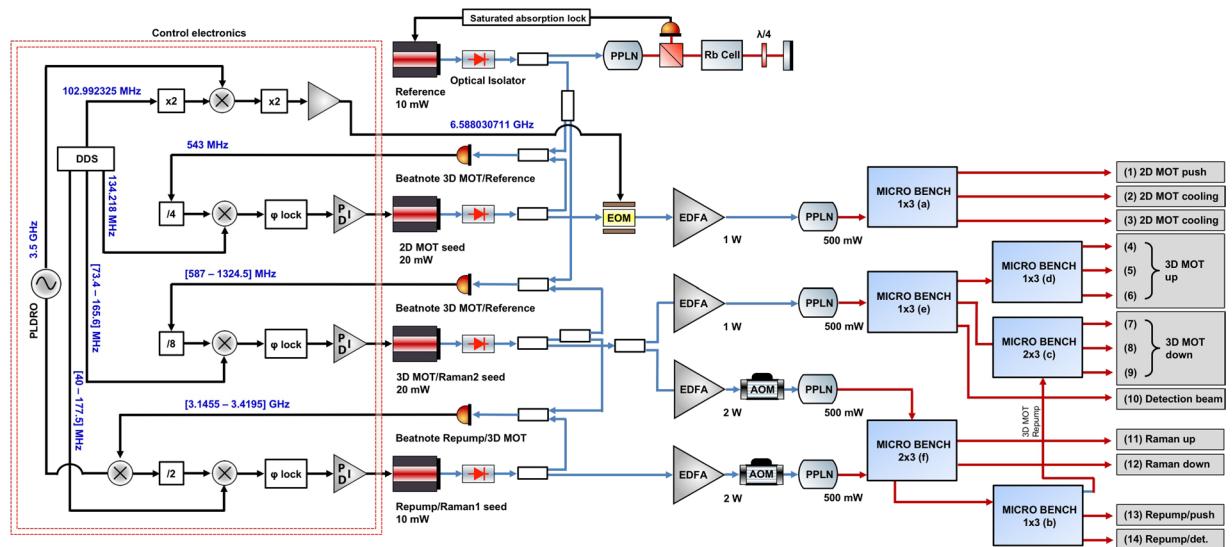 Control electronics
Saturated absorption lock
λ/4
PPLN
Rb Cell
Optical Isolator
Reference
10 mW
102.992325 MHz
x2
x2
6.588030711 GHz
543 MHz
DDS
Beatnote 3D MOT/Reference
134.218 MHz
/4
φ lock
P
I
D
2D MOT seed
20 mW
EOM
EDFA
1 W
PPLN
500 mW
MICRO BENCH
1x3 (a)
(1) 2D MOT push
(2) 2D MOT cooling
(3) 2D MOT cooling
3.5 GHz
PLDRO
[73.4 – 165.6] MHz
[40 – 177.5] MHz
[587 – 1324.5] MHz
Beatnote 3D MOT/Reference
/8
φ lock
P
I
D
3D MOT/Raman2 seed
20 mW
EDFA
1 W
PPLN
500 mW
MICRO BENCH
1x3 (e)
MICRO BENCH
1x3 (d)
(4)
(5)
(6)
3D MOT
up
MICRO BENCH
2x3 (c)
(7)
(8)
(9)
3D MOT
down
(10) Detection beam
EDFA
2 W
AOM
PPLN
500 mW
3D MOT
Repump
[3.1455 – 3.4195] GHz
Beatnote Repump/3D MOT
/2
φ lock
P
I
D
Repump/Raman1 seed
10 mW
EDFA
2 W
AOM
PPLN
500 mW
MICRO BENCH
2x3 (f)
(11) Raman up
(12) Raman down
MICRO BENCH
1x3 (b)
(13) Repump/push
(14) Repump/det.